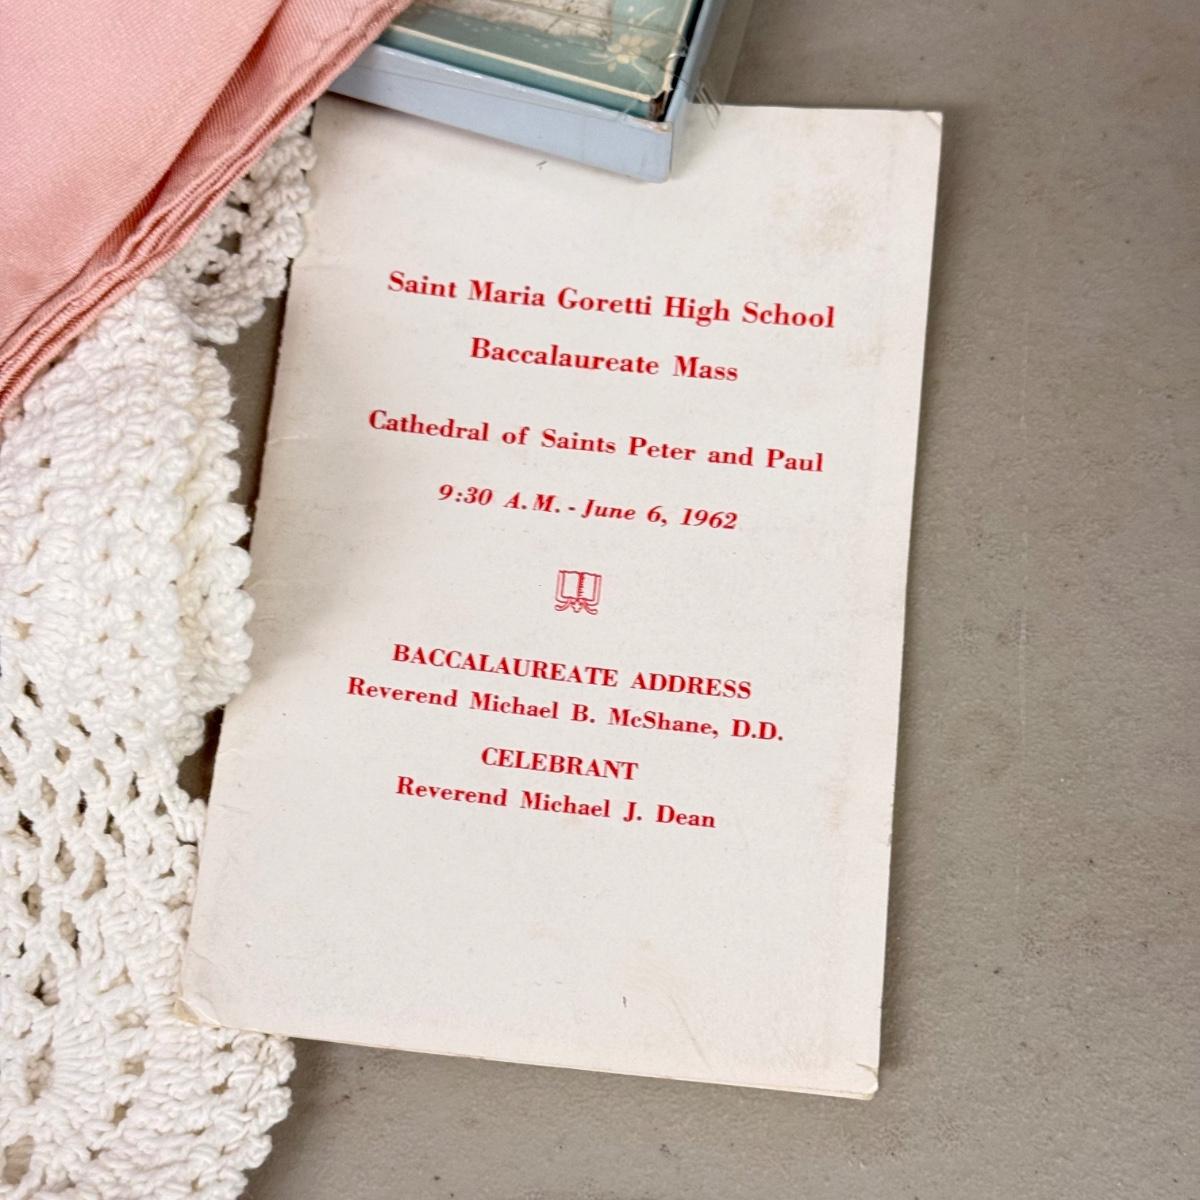 Saint Maria Goretti High School
Baccalaureate Mass
Cathedral of Saints Peter and Paul
9:30 A.M. - June 6, 1962
BACCALAUREATE ADDRESS
Reverend Michael B. McShane, D.D.
CELEBRANT
Reverend Michael J. Dean